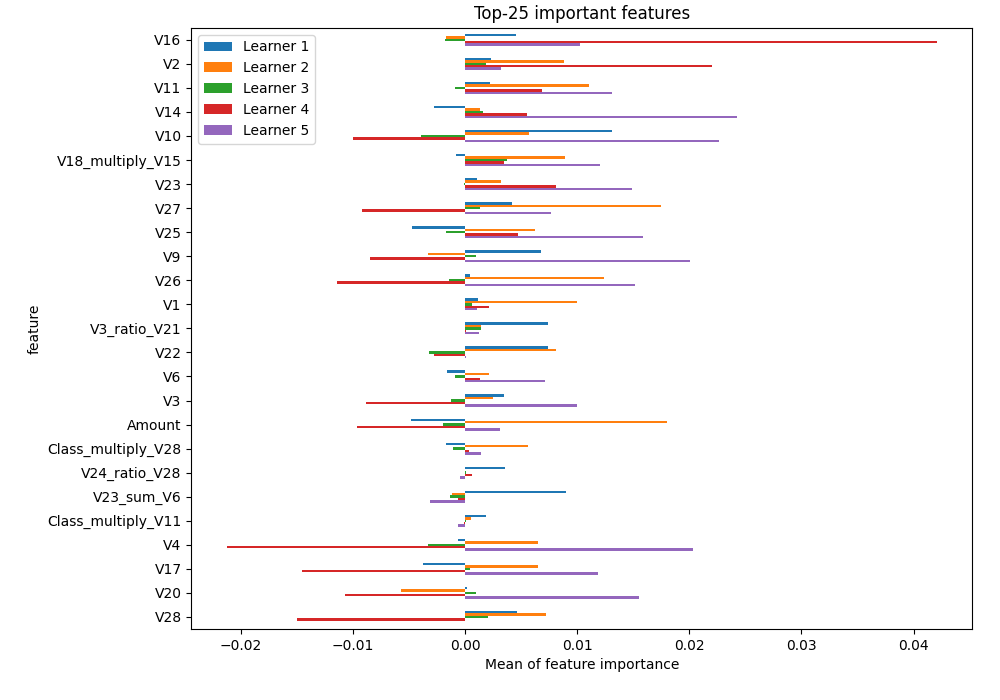 Top-25 important features
Learner 1
Learner 2
Learner 3
Learner 4
Learner 5
feature
V16
V2
V11
V14
V10
V18_multiply_V15
V23
V27
V25
V9
V26
V1
V3_ratio_V21
V22
V6
V3
Amount
Class_multiply_V28
V24_ratio_V28
V23_sum_V6
Class_multiply_V11
V4
V17
V20
V28
−0.02 −0.01 0.00 0.01 0.02 0.03 0.04
Mean of feature importance